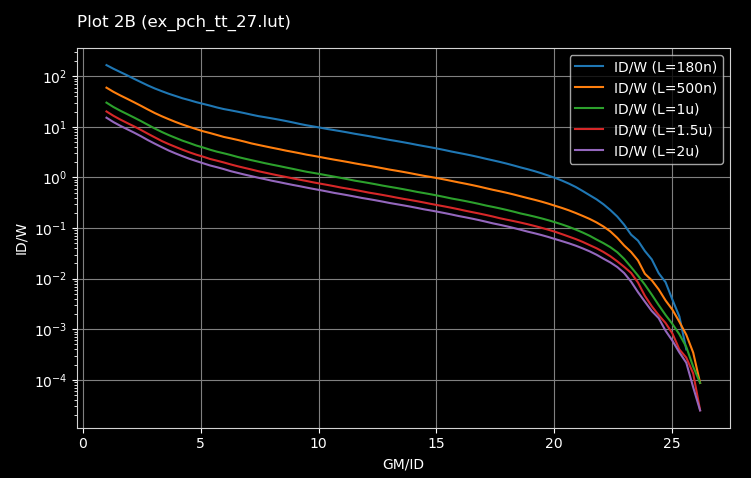 Plot 2B (ex_pch_tt_27.lut)
ID/W (L=180n)
ID/W (L=500n)
ID/W (L=1u)
ID/W (L=1.5u)
ID/W (L=2u)
10²
10¹
10⁰
10⁻¹
10⁻²
10⁻³
10⁻⁴
ID/W
0 5 10 15 20 25
GM/ID